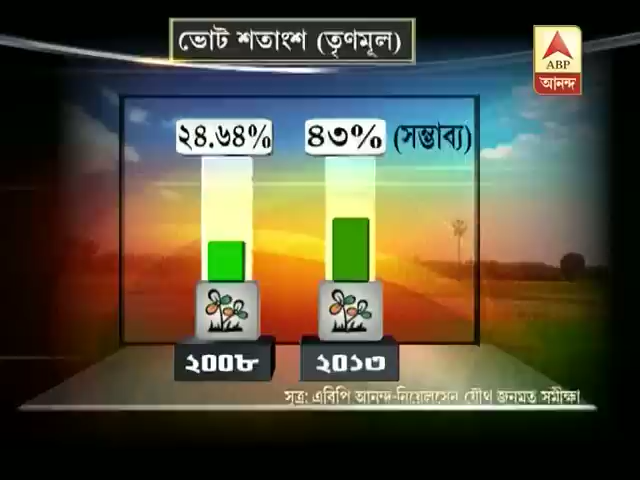 ভোট শতাংশ (তৃণমূল)
ABP
আনন্দ
২৪.৬৪% ৪৩% (সম্ভাব্য)
২০০৮ ২০১৩
সূত্র: এবিপি আনন্দ-নিয়েলসেন যৌথ জনমত সমীক্ষা